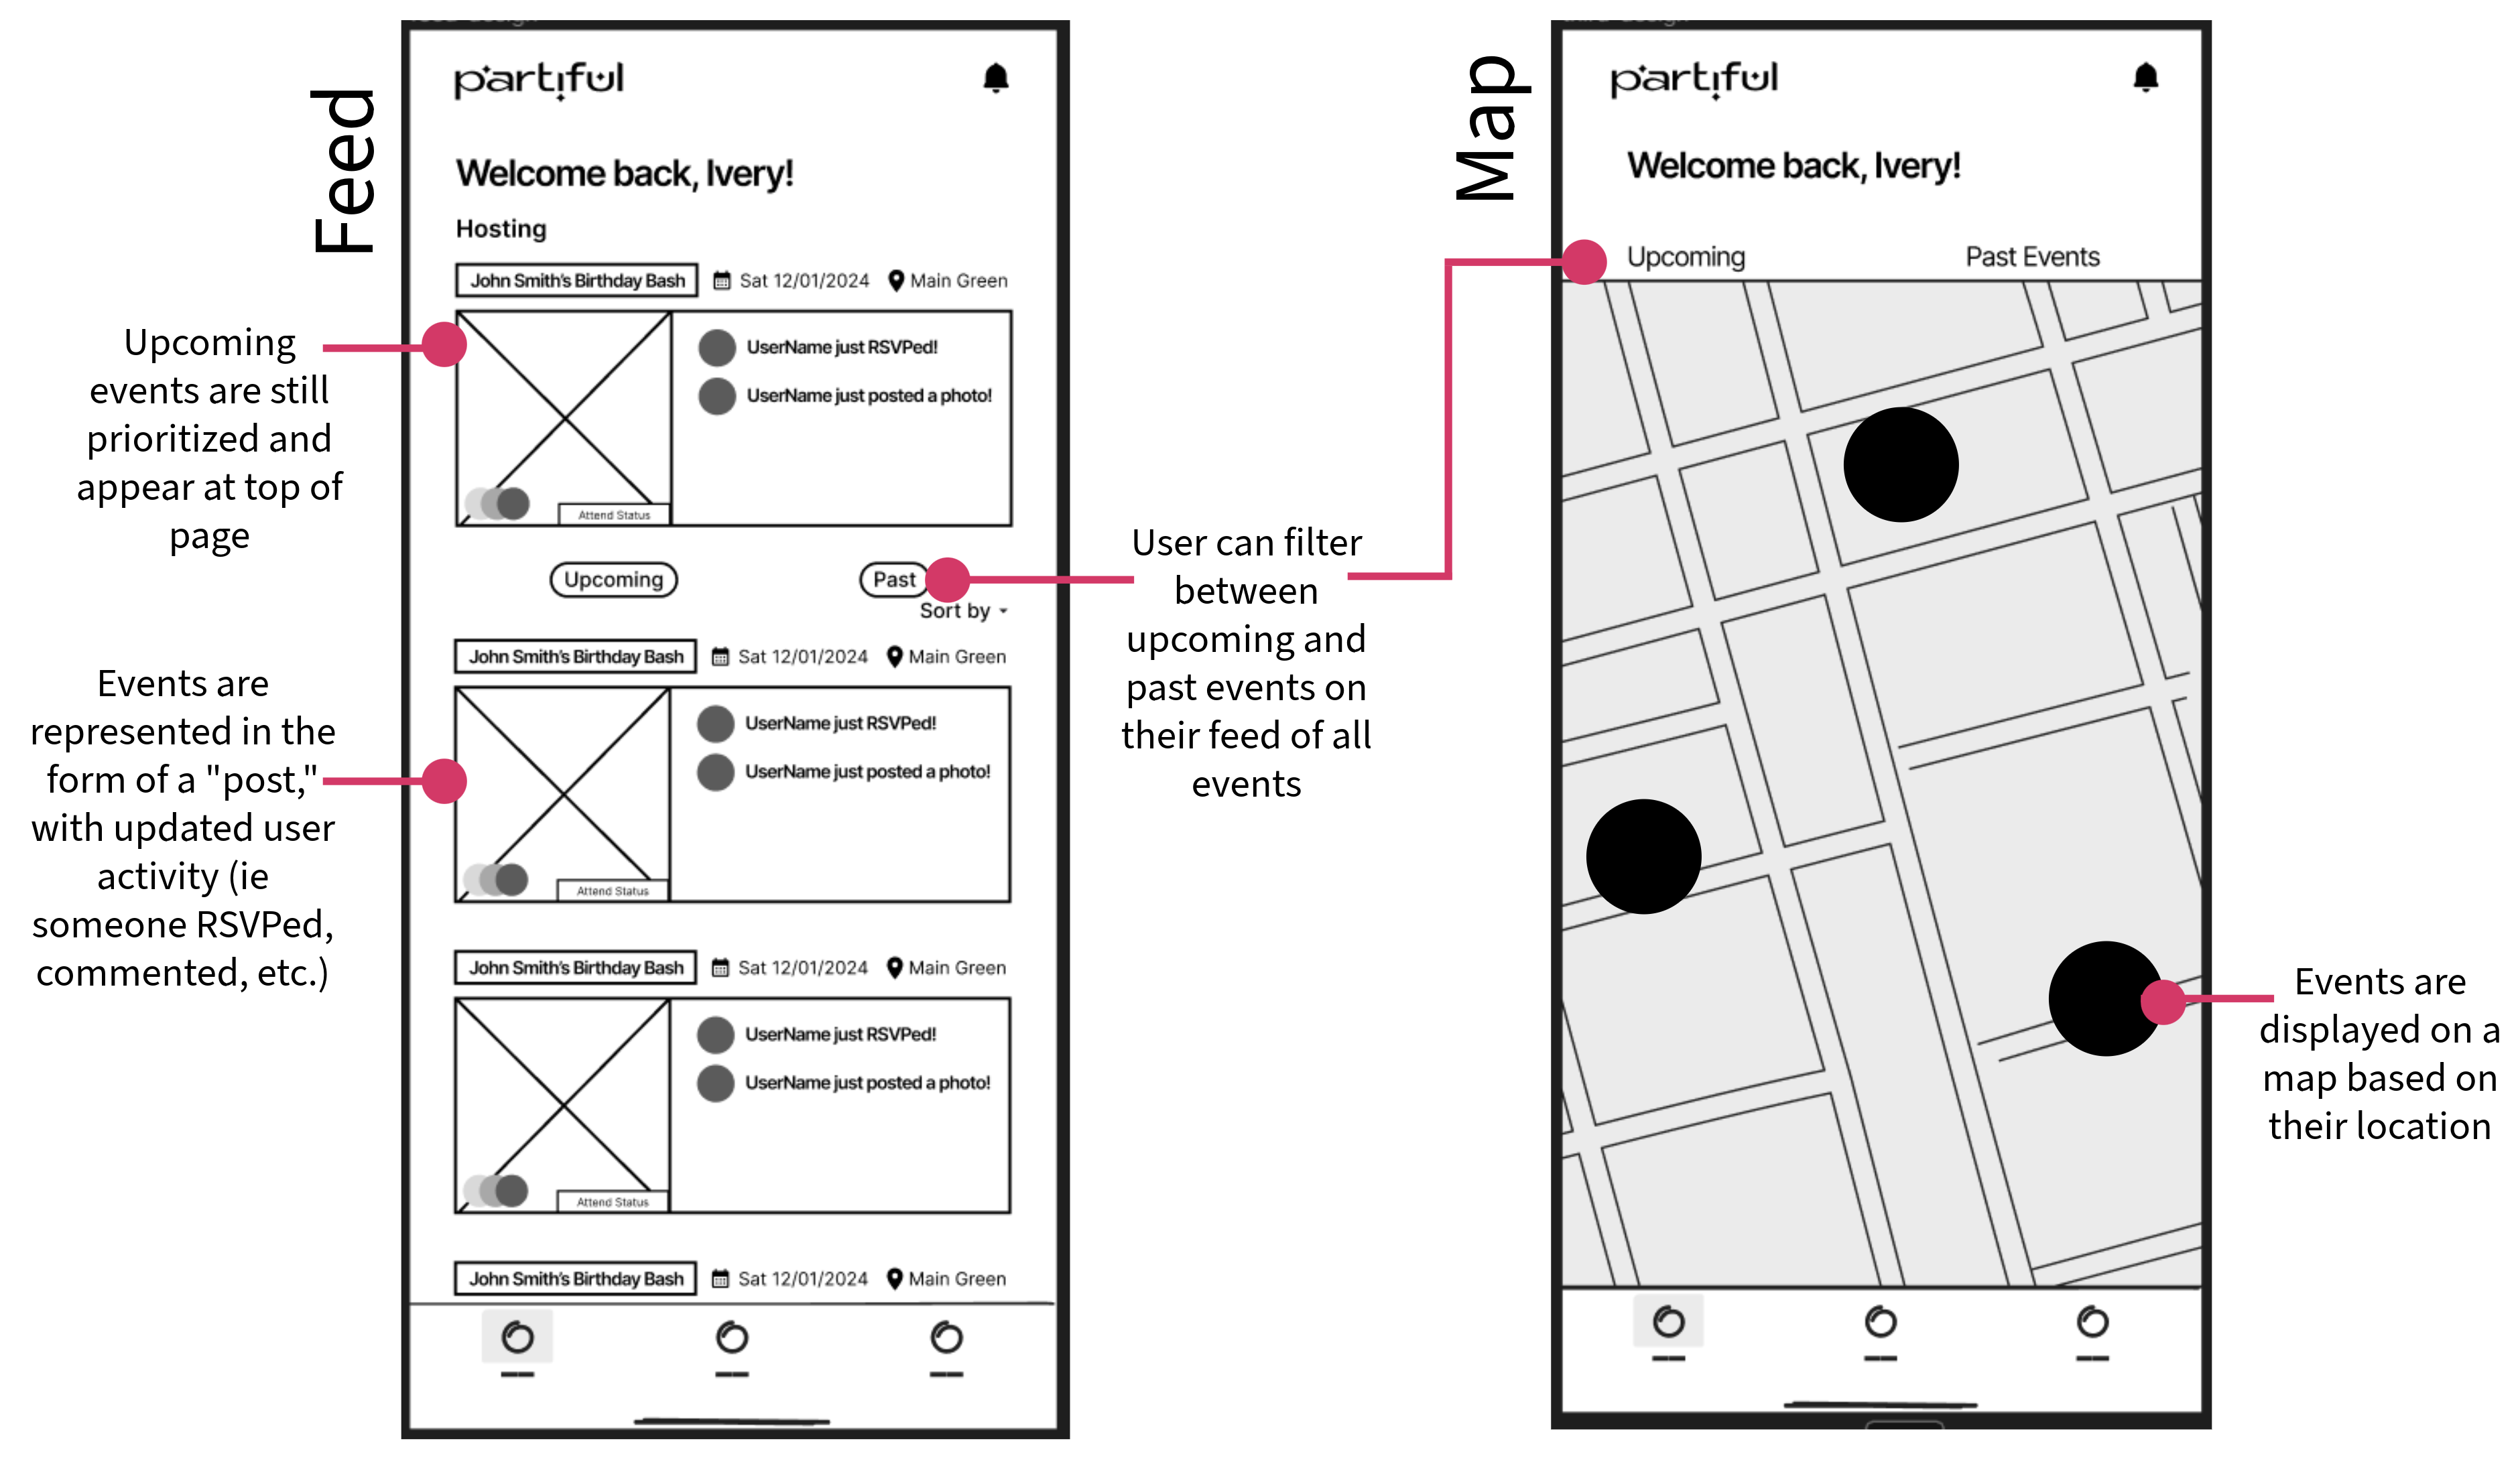 Feed
partiful
Welcome back, Ivery!
Hosting
John Smith's Birthday Bash Sat 12/01/2024 Main Green
UserName just RSVPed!
UserName just posted a photo!
Attend Status
Upcoming Past
Sort by
John Smith's Birthday Bash Sat 12/01/2024 Main Green
UserName just RSVPed!
UserName just posted a photo!
Attend Status
John Smith's Birthday Bash Sat 12/01/2024 Main Green
UserName just RSVPed!
UserName just posted a photo!
Attend Status
John Smith's Birthday Bash Sat 12/01/2024 Main Green
Upcoming
events are still
prioritized and
appear at top of
page
Events are
represented in the
form of a "post,"
with updated user
activity (ie
someone RSVPed,
commented, etc.)
User can filter
between
upcoming and
past events on
their feed of all
events
Map
partiful
Welcome back, Ivery!
Upcoming Past Events
Events are
displayed on a
map based on
their location